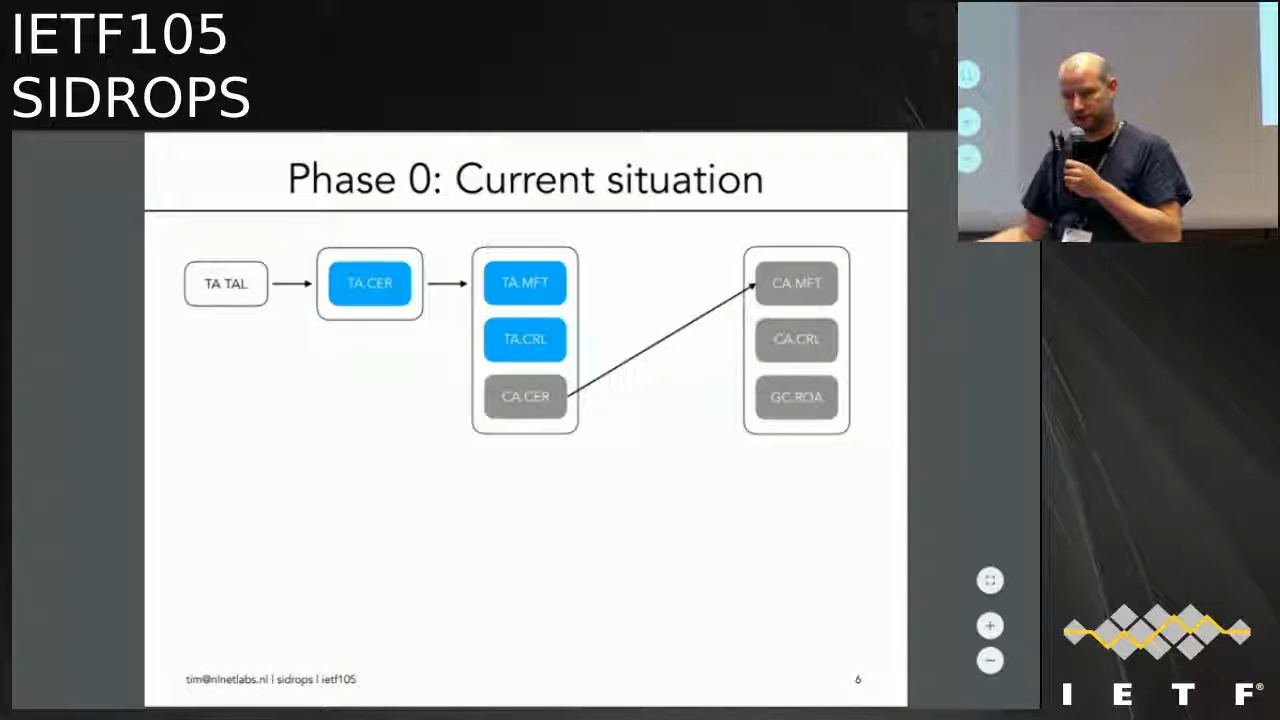 IETF105
SIDROPS
Phase 0: Current situation
TA TAL
TA.CER
TA.MFT
TA.CRL
CA.CER
CA.MFT
CA.CRL
GC.ROA
tim@nlnetlabs.nl | sidrops | ietf105
6
I E T F®